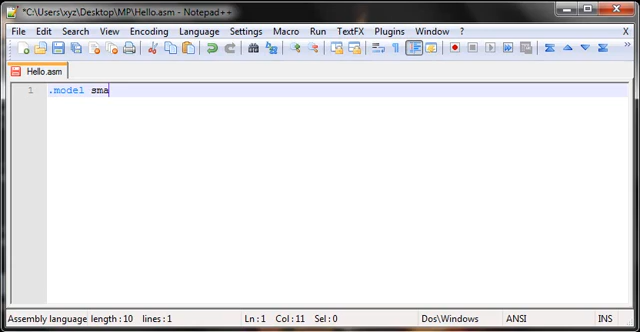 *C:\Users\xyz\Desktop\MP\Hello.asm - Notepad++
File Edit Search View Encoding Language Settings Macro Run TextFX Plugins Window ? X
Hello.asm
1 .model sma
Assembly language length : 10 lines : 1 Ln : 1 Col : 11 Sel : 0 Dos\Windows ANSI INS